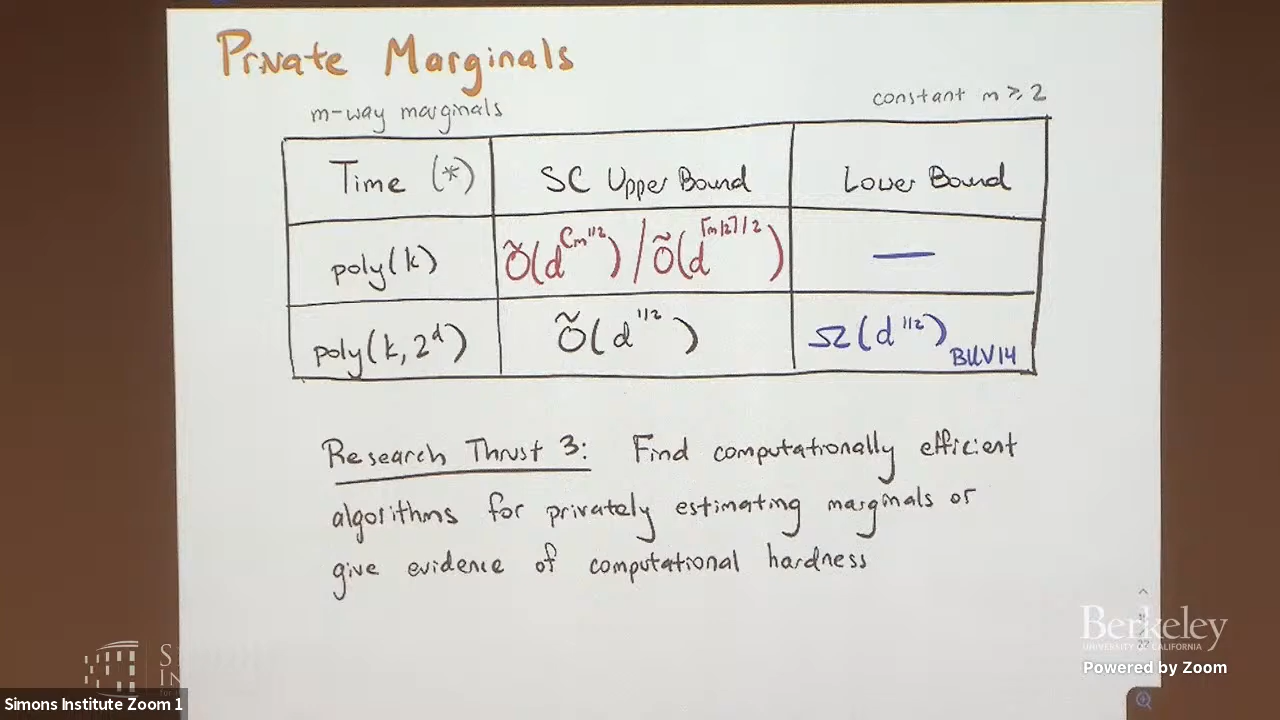 Private Marginals
m-way marginals
constant m ≥ 2
Time (*)
SC Upper Bound
Lower Bound
poly(k)
Õ(d^{Cm^{1/2}}) / Õ(d^{⌈m/2⌉/2})
—
poly(k, 2^d)
Õ(d^{1/2})
Ω(d^{1/2}) BUV14
Research Thrust 3: Find computationally efficient
algorithms for privately estimating marginals or
give evidence of computational hardness
Berkeley
UNIVERSITY OF CALIFORNIA
Powered by Zoom
Simons Institute Zoom 1